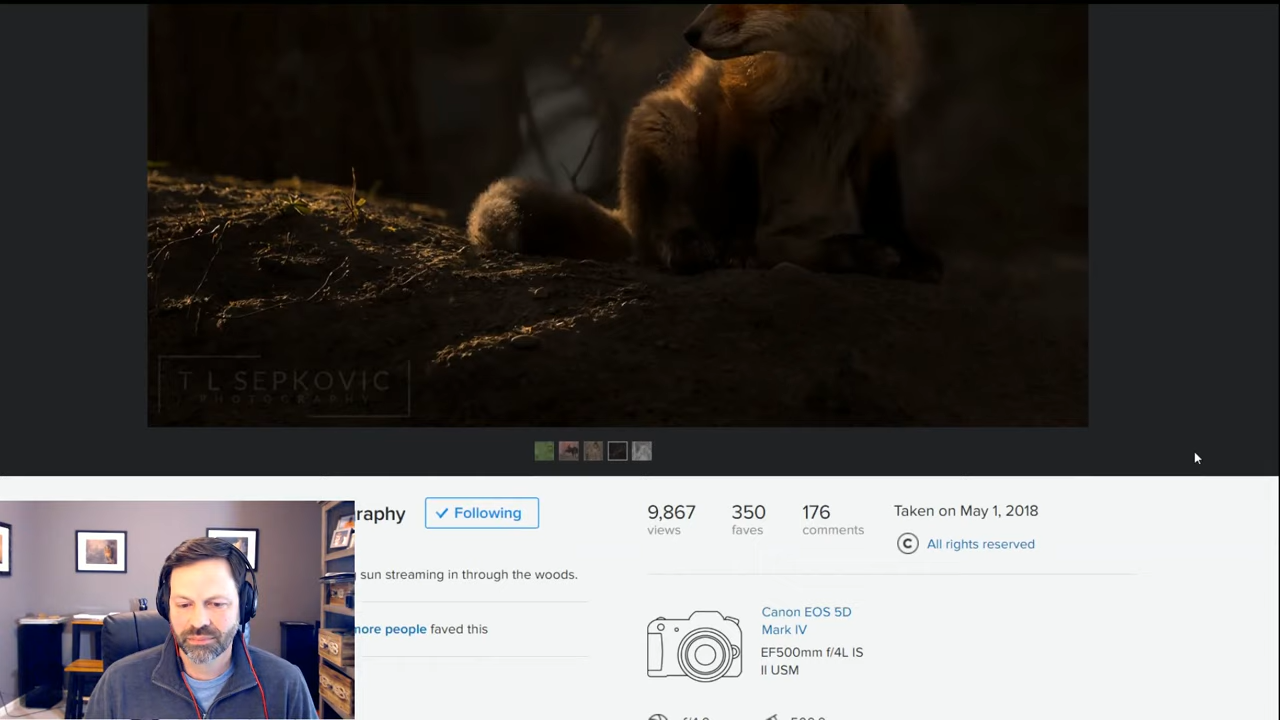 T L SEPKOVIC
PHOTOGRAPHY
raphy
Following
sun streaming in through the woods.
more people faved this
9,867
views
350
faves
176
comments
Taken on May 1, 2018
All rights reserved
Canon EOS 5D
Mark IV
EF500mm f/4L IS
II USM